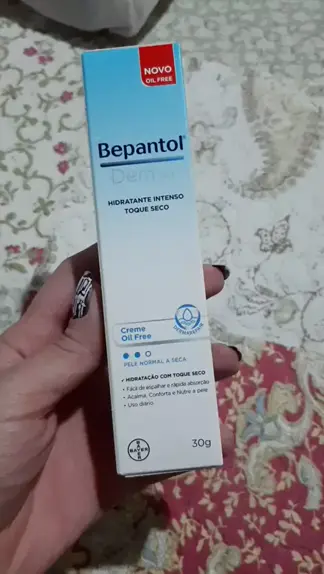 NOVO
OIL FREE
Bepantol®
Derma
HIDRATANTE INTENSO
TOQUE SECO
Creme
Oil Free
PELE NORMAL A SECA
✓ HIDRATAÇÃO COM TOQUE SECO
• Fácil de espalhar e rápida absorção
• Acalma, Conforta e Nutre a pele
• Uso diário
BAYER
30g